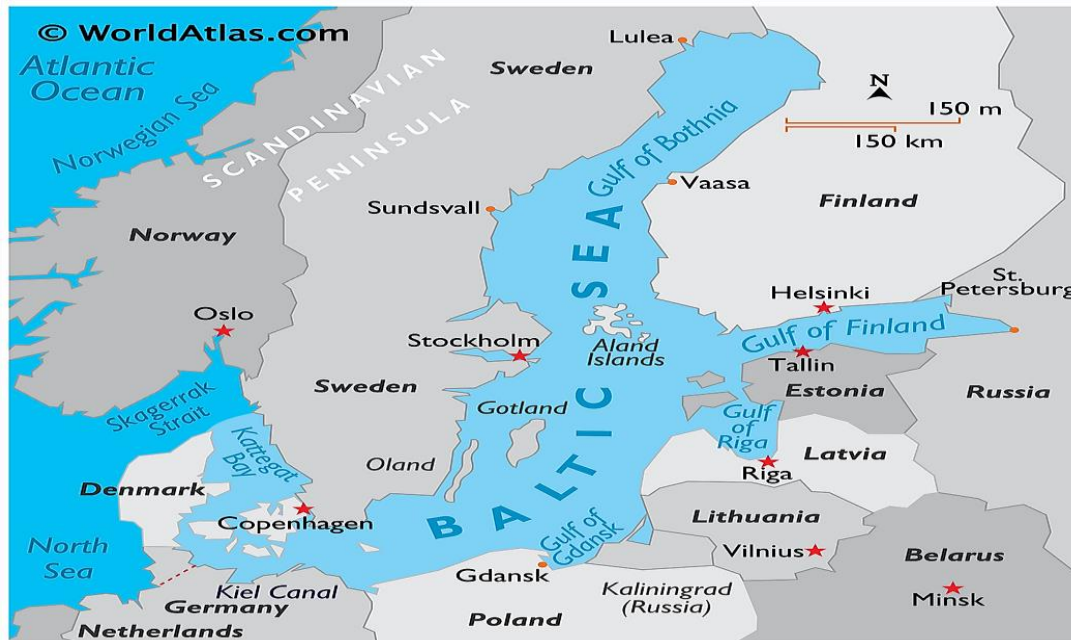 © WorldAtlas.com
Atlantic
Ocean
Norwegian Sea
SCANDINAVIAN
PENINSULA
Sweden
Lulea
N
150 m
150 km
Gulf of Bothnia
Vaasa
Finland
Sundsvall
Norway
BALTIC SEA
St.
Petersburg
Helsinki
Gulf of Finland
Oslo
Stockholm
Aland
Islands
Tallin
Estonia
Russia
Sweden
Skagerrak
Strait
Gotland
Gulf
of
Riga
Kattegat
Bay
Oland
Riga
Latvia
Denmark
Copenhagen
Lithuania
North
Sea
Gulf of
Gdansk
Vilnius
Belarus
Gdansk
Kiel Canal
Kaliningrad
(Russia)
Minsk
Germany
Poland
Netherlands